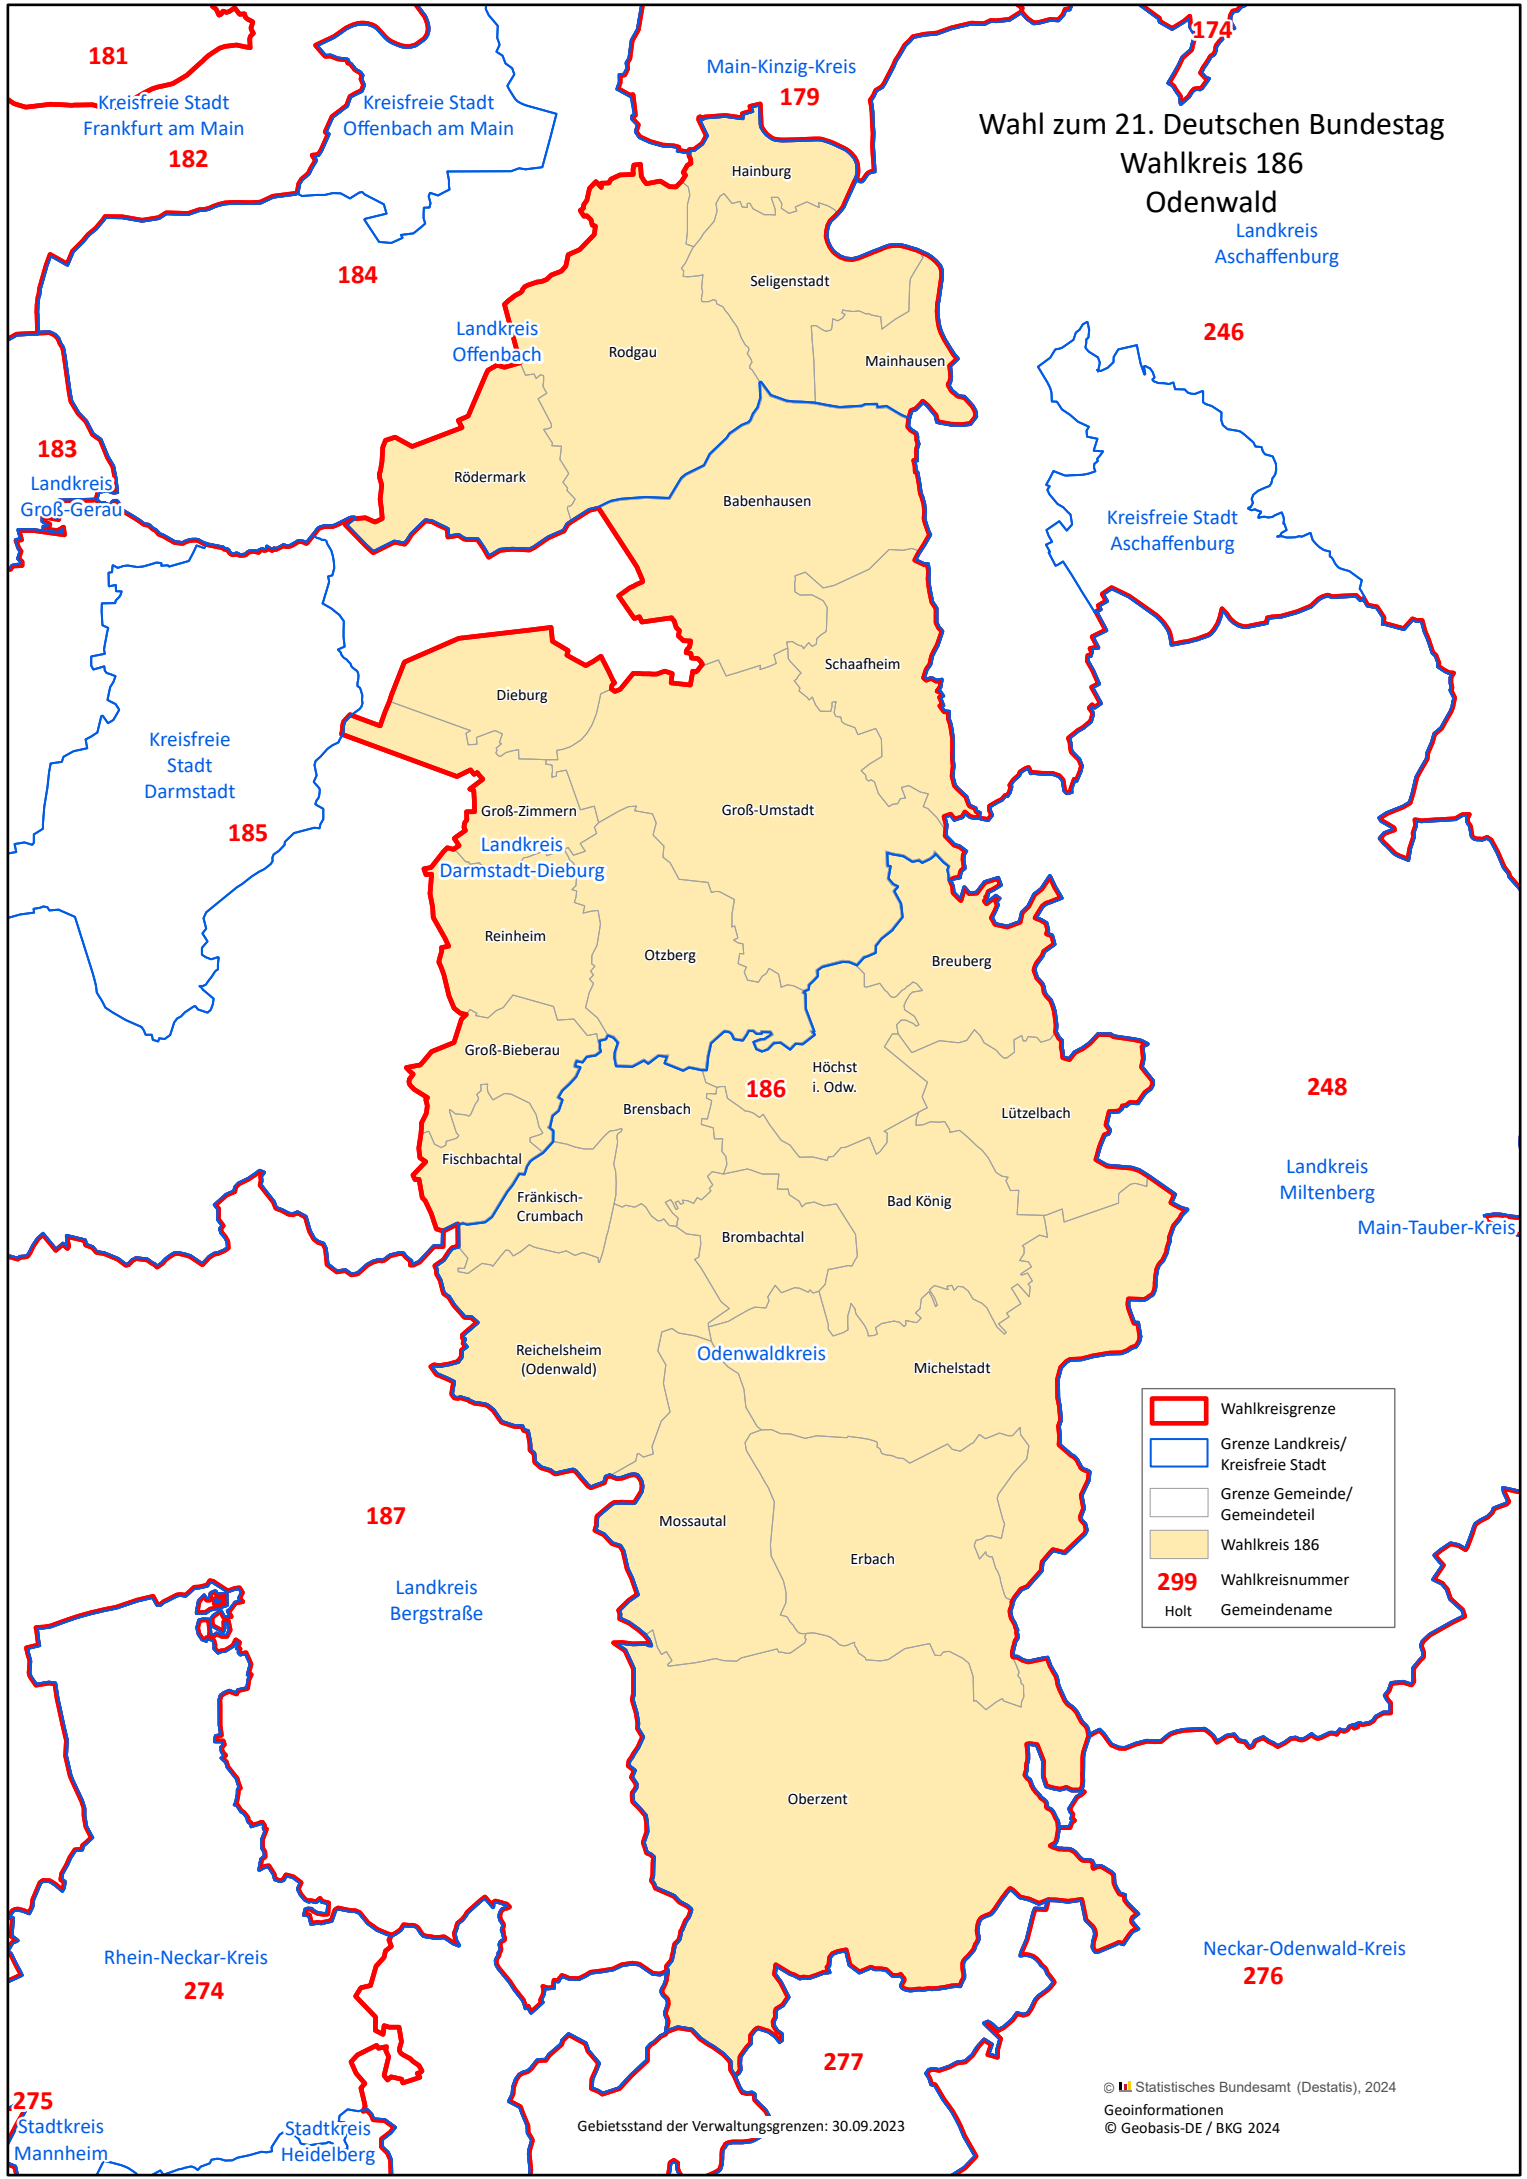 Wahl zum 21. Deutschen Bundestag
Wahlkreis 186
Odenwald
181
Kreisfreie Stadt
Frankfurt am Main
182
Kreisfreie Stadt
Offenbach am Main
Main-Kinzig-Kreis
179
174
Landkreis
Aschaffenburg
246
184
Landkreis
Offenbach
183
Landkreis
Groß-Gerau
Kreisfreie Stadt
Aschaffenburg
Hainburg
Seligenstadt
Rodgau
Mainhausen
Rödermark
Babenhausen
Schaafheim
Dieburg
Kreisfreie
Stadt
Darmstadt
185
Groß-Zimmern
Groß-Umstadt
Landkreis
Darmstadt-Dieburg
Reinheim
Otzberg
Breuberg
Groß-Bieberau
Höchst
i. Odw.
186
Brensbach
Lützelbach
248
Landkreis
Miltenberg
Main-Tauber-Kreis
Fischbachtal
Fränkisch-
Crumbach
Bad König
Brombachtal
Reichelsheim
(Odenwald)
Odenwaldkreis
Michelstadt
187
Landkreis
Bergstraße
Mossautal
Erbach
Oberzent
Wahlkreisgrenze
Grenze Landkreis/
Kreisfreie Stadt
Grenze Gemeinde/
Gemeindeteil
Wahlkreis 186
299 Wahlkreisnummer
Holt Gemeindename
Rhein-Neckar-Kreis
274
Neckar-Odenwald-Kreis
276
277
275
Stadtkreis
Mannheim
Stadtkreis
Heidelberg
Gebietsstand der Verwaltungsgrenzen: 30.09.2023
© Statistisches Bundesamt (Destatis), 2024
Geoinformationen
© Geobasis-DE / BKG 2024